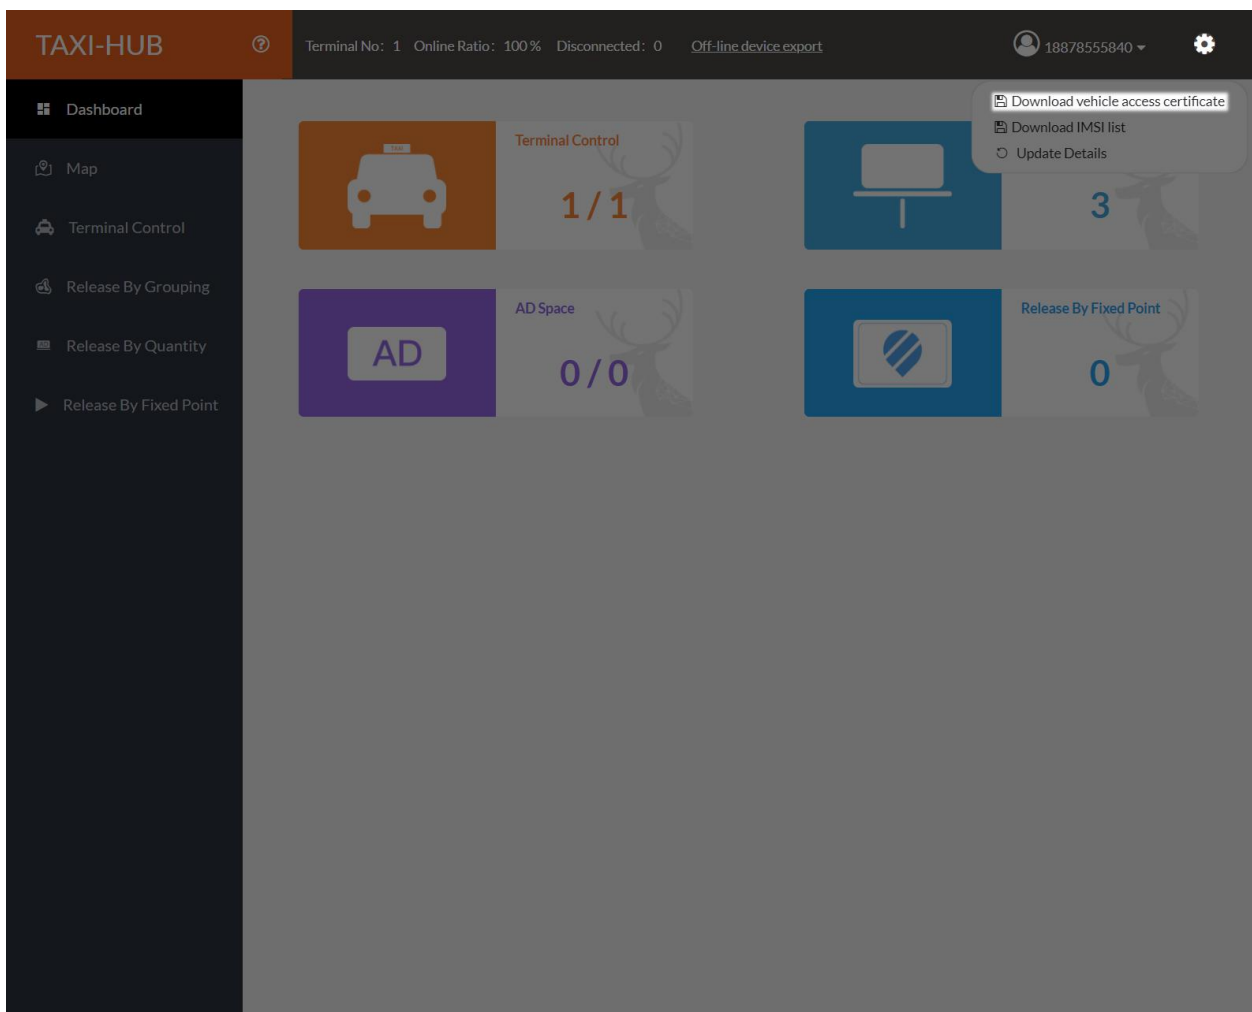 TAXI-HUB
Terminal No: 1 Online Ratio: 100% Disconnected: 0 Off-line device export
18878555840
Download vehicle access certificate
Download IMSI list
Update Details
Dashboard
Map
Terminal Control
Release By Grouping
Release By Quantity
Release By Fixed Point
TAXI
Terminal Control
1 / 1
3
AD
AD Space
0 / 0
Release By Fixed Point
0